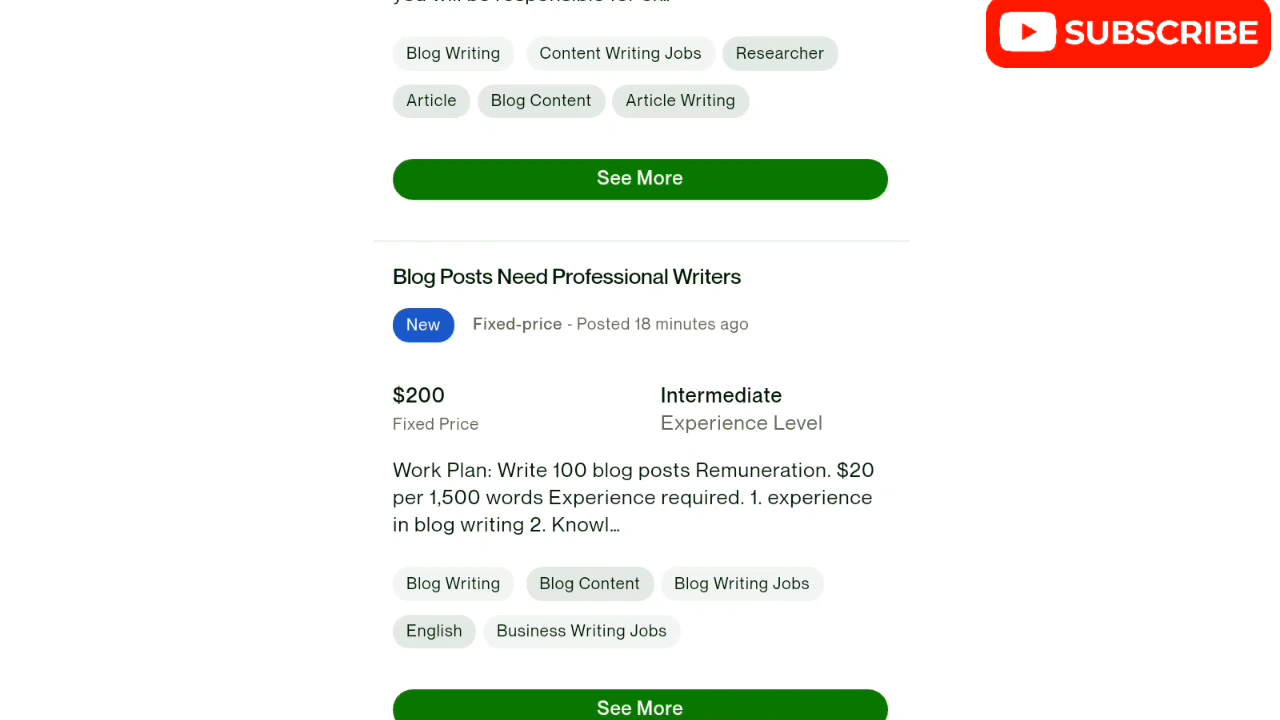 SUBSCRIBE
Blog Writing
Content Writing Jobs
Researcher
Article
Blog Content
Article Writing
See More
Blog Posts Need Professional Writers
New
Fixed-price - Posted 18 minutes ago
$200
Fixed Price
Intermediate
Experience Level
Work Plan: Write 100 blog posts Remuneration. $20
per 1,500 words Experience required. 1. experience
in blog writing 2. Knowl...
Blog Writing
Blog Content
Blog Writing Jobs
English
Business Writing Jobs
See More